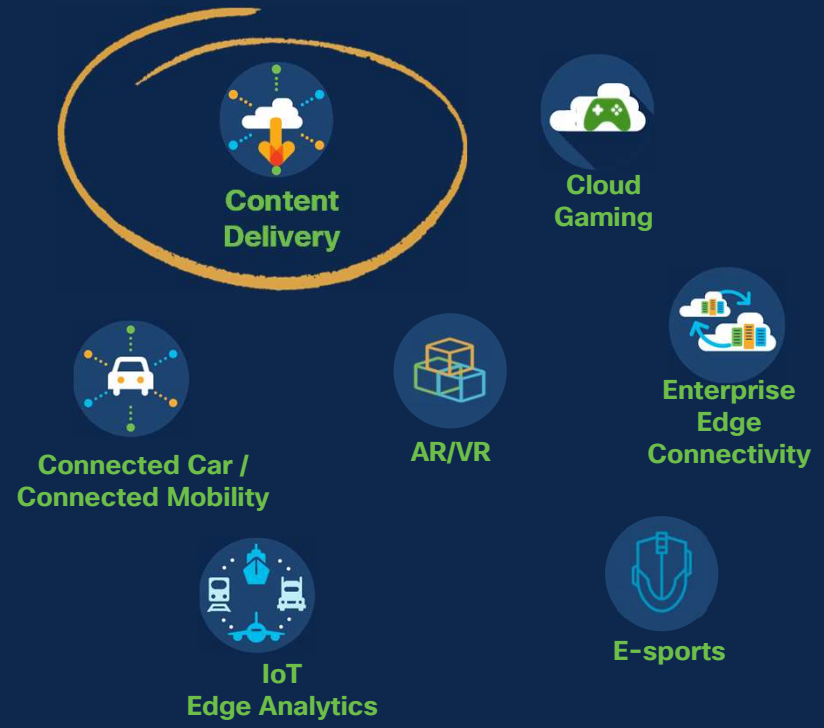 Content
Delivery
Cloud
Gaming
Connected Car /
Connected Mobility
AR/VR
Enterprise
Edge
Connectivity
IoT
Edge Analytics
E-sports